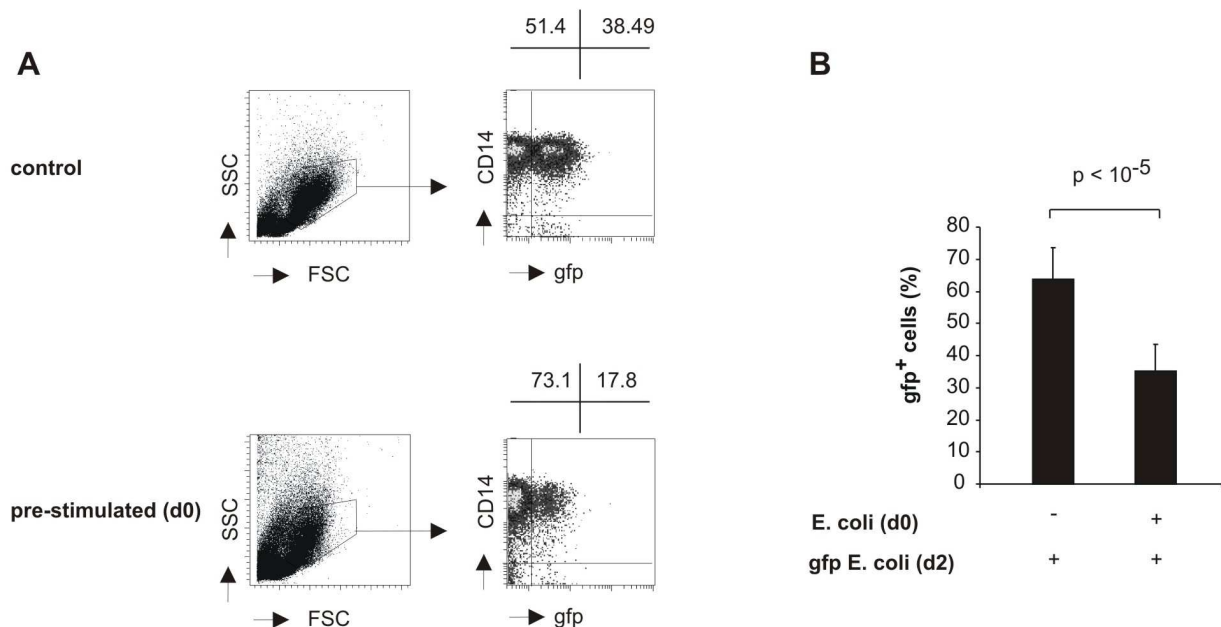 A
51.4 38.49
control
SSC
FSC
CD14
gfp
73.1 17.8
pre-stimulated (d0)
SSC
FSC
CD14
gfp
B
p < 10-5
gfp+ cells (%)
80
70
60
50
40
30
20
10
0
E. coli (d0) - +
gfp E. coli (d2) + +